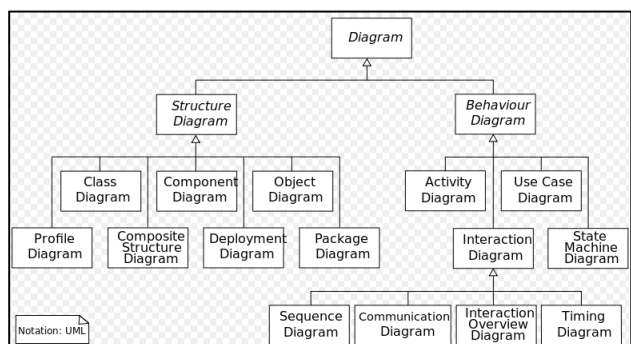 Diagram
Structure
Diagram
Behaviour
Diagram
Class
Diagram
Component
Diagram
Object
Diagram
Activity
Diagram
Use Case
Diagram
Profile
Diagram
Composite
Structure
Diagram
Deployment
Diagram
Package
Diagram
Interaction
Diagram
State
Machine
Diagram
Sequence
Diagram
Communication
Diagram
Interaction
Overview
Diagram
Timing
Diagram
Notation: UML